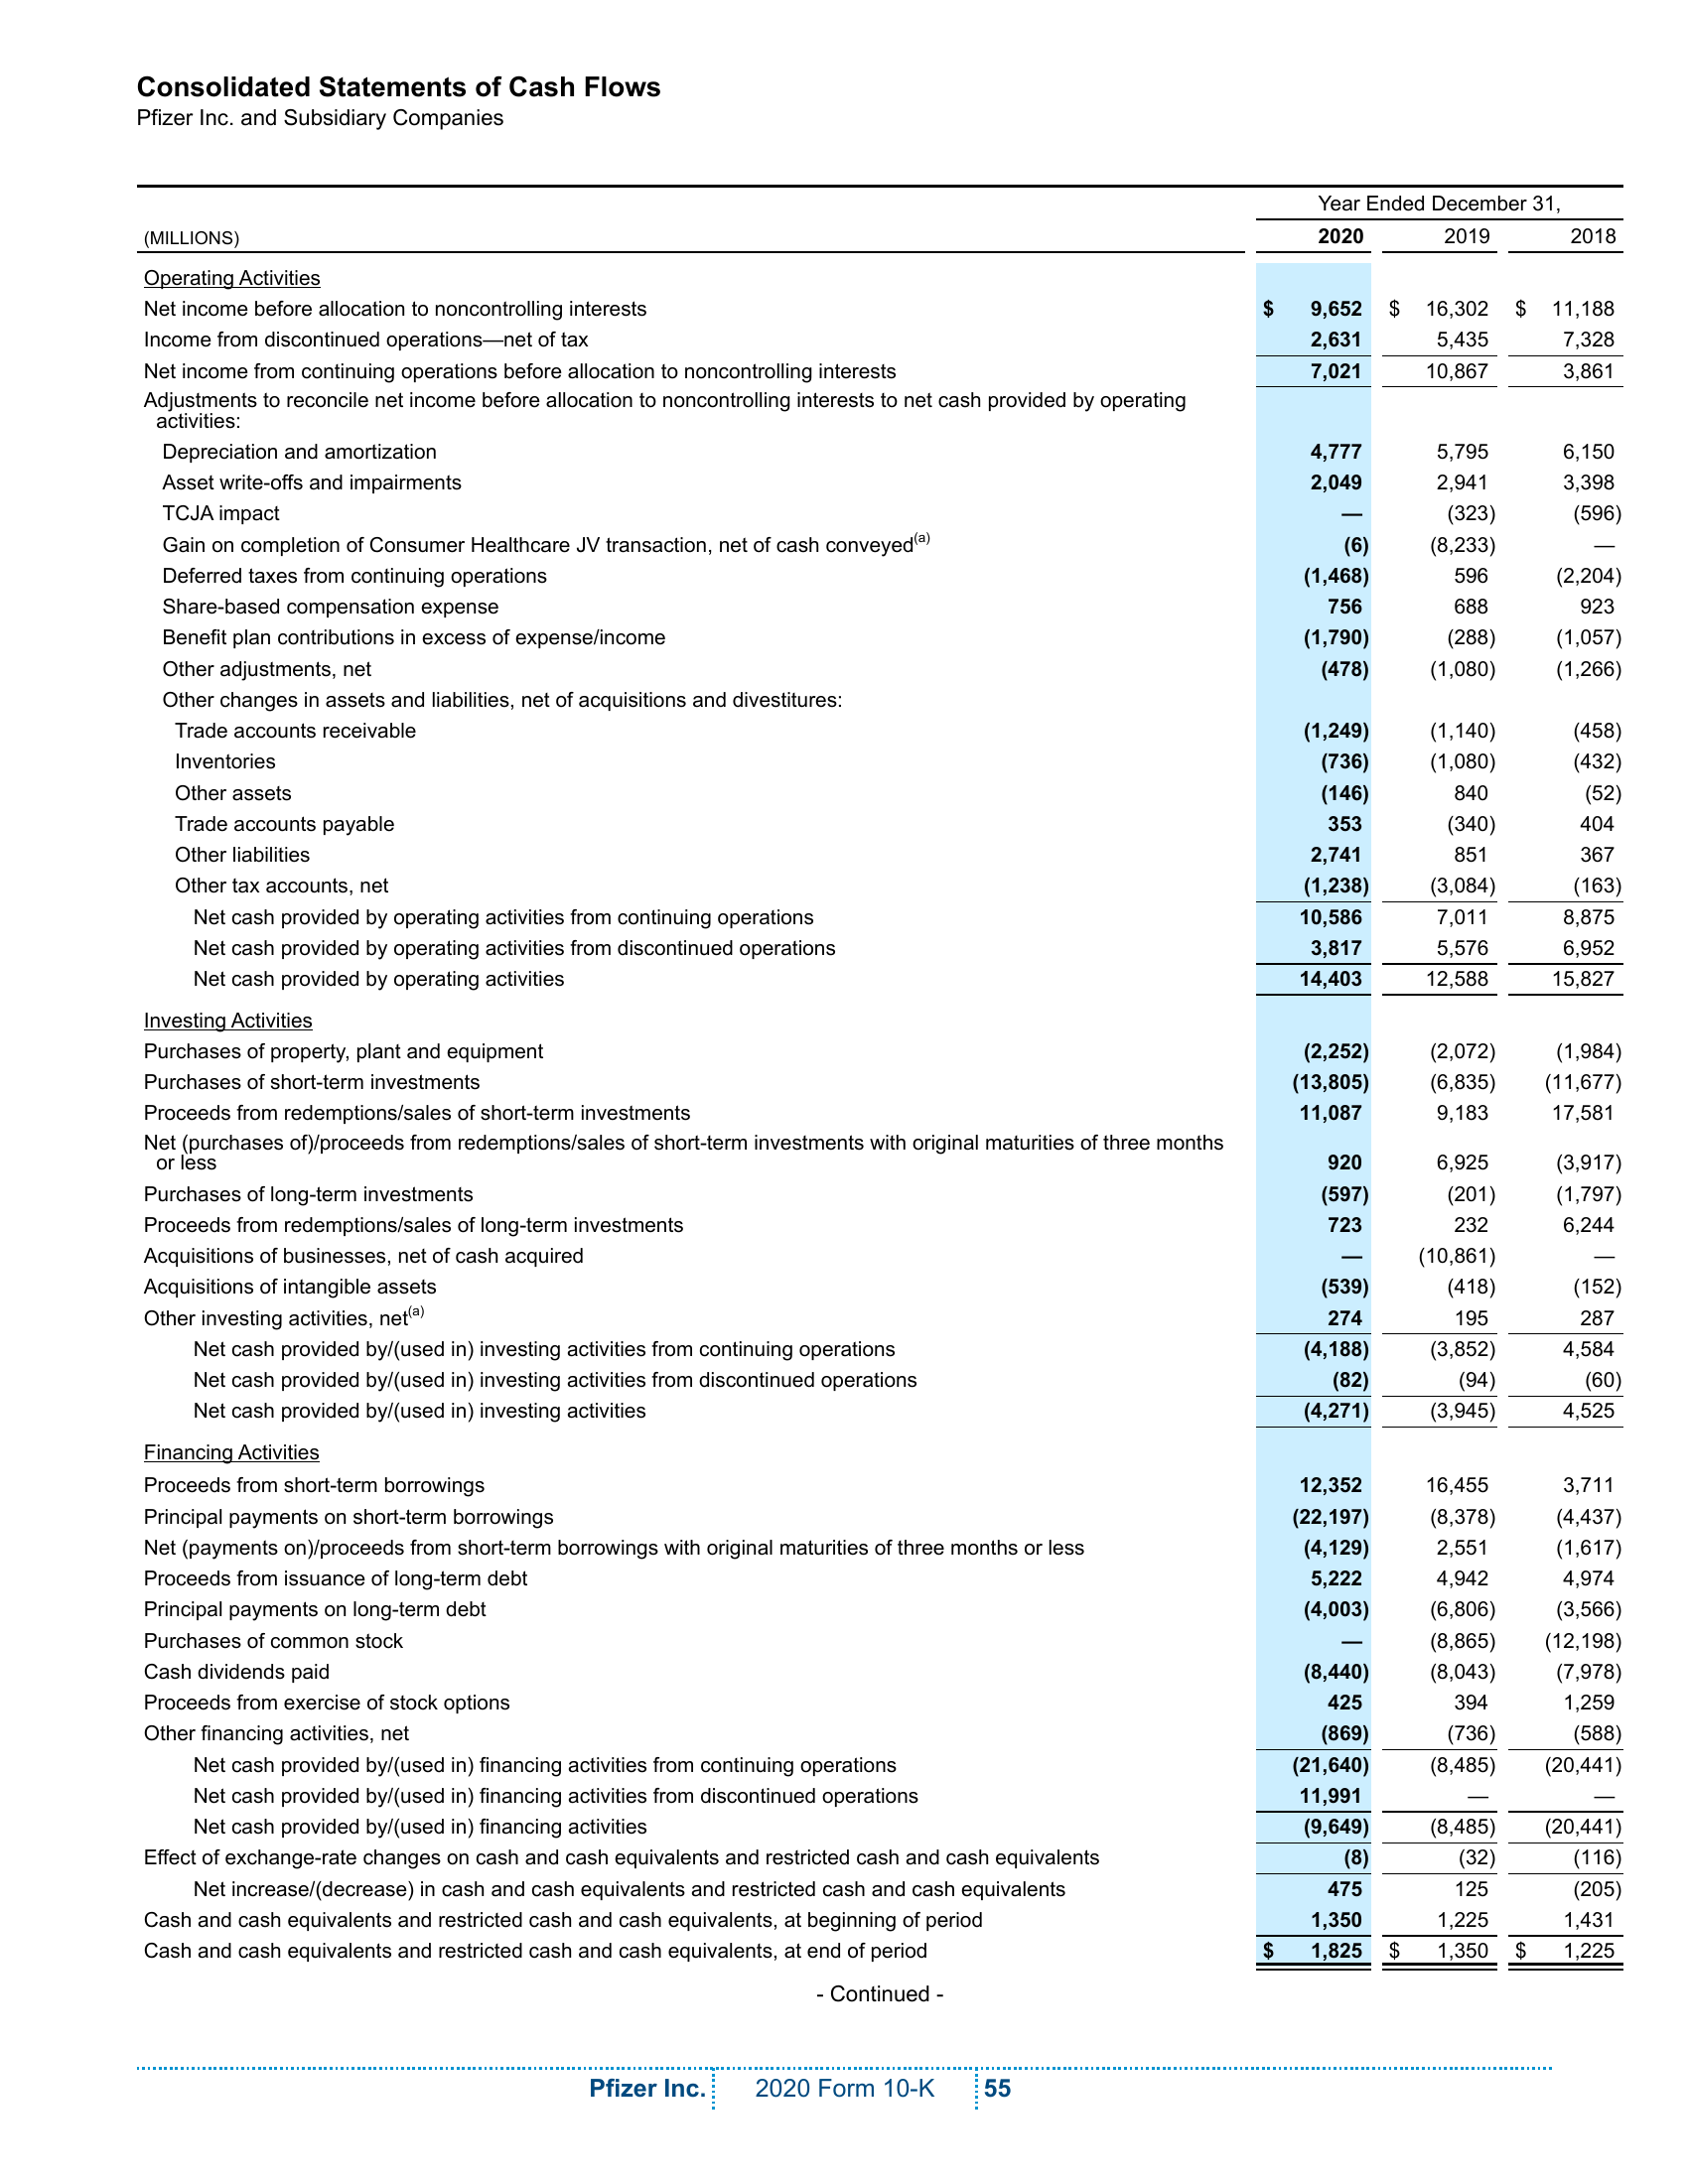 Consolidated Statements of Cash Flows
Pfizer Inc. and Subsidiary Companies
Year Ended December 31,
(MILLIONS) 2020 2019 2018
Operating Activities
Net income before allocation to noncontrolling interests $ 9,652 $ 16,302 $ 11,188
Income from discontinued operations—net of tax 2,631 5,435 7,328
Net income from continuing operations before allocation to noncontrolling interests 7,021 10,867 3,861
Adjustments to reconcile net income before allocation to noncontrolling interests to net cash provided by operating
activities:
Depreciation and amortization 4,777 5,795 6,150
Asset write-offs and impairments 2,049 2,941 3,398
TCJA impact — (323) (596)
Gain on completion of Consumer Healthcare JV transaction, net of cash conveyed(a) (6) (8,233) —
Deferred taxes from continuing operations (1,468) 596 (2,204)
Share-based compensation expense 756 688 923
Benefit plan contributions in excess of expense/income (1,790) (288) (1,057)
Other adjustments, net (478) (1,080) (1,266)
Other changes in assets and liabilities, net of acquisitions and divestitures:
Trade accounts receivable (1,249) (1,140) (458)
Inventories (736) (1,080) (432)
Other assets (146) 840 (52)
Trade accounts payable 353 (340) 404
Other liabilities 2,741 851 367
Other tax accounts, net (1,238) (3,084) (163)
Net cash provided by operating activities from continuing operations 10,586 7,011 8,875
Net cash provided by operating activities from discontinued operations 3,817 5,576 6,952
Net cash provided by operating activities 14,403 12,588 15,827
Investing Activities
Purchases of property, plant and equipment (2,252) (2,072) (1,984)
Purchases of short-term investments (13,805) (6,835) (11,677)
Proceeds from redemptions/sales of short-term investments 11,087 9,183 17,581
Net (purchases of)/proceeds from redemptions/sales of short-term investments with original maturities of three months
or less 920 6,925 (3,917)
Purchases of long-term investments (597) (201) (1,797)
Proceeds from redemptions/sales of long-term investments 723 232 6,244
Acquisitions of businesses, net of cash acquired — (10,861) —
Acquisitions of intangible assets (539) (418) (152)
Other investing activities, net(a) 274 195 287
Net cash provided by/(used in) investing activities from continuing operations (4,188) (3,852) 4,584
Net cash provided by/(used in) investing activities from discontinued operations (82) (94) (60)
Net cash provided by/(used in) investing activities (4,271) (3,945) 4,525
Financing Activities
Proceeds from short-term borrowings 12,352 16,455 3,711
Principal payments on short-term borrowings (22,197) (8,378) (4,437)
Net (payments on)/proceeds from short-term borrowings with original maturities of three months or less (4,129) 2,551 (1,617)
Proceeds from issuance of long-term debt 5,222 4,942 4,974
Principal payments on long-term debt (4,003) (6,806) (3,566)
Purchases of common stock — (8,865) (12,198)
Cash dividends paid (8,440) (8,043) (7,978)
Proceeds from exercise of stock options 425 394 1,259
Other financing activities, net (869) (736) (588)
Net cash provided by/(used in) financing activities from continuing operations (21,640) (8,485) (20,441)
Net cash provided by/(used in) financing activities from discontinued operations 11,991 — —
Net cash provided by/(used in) financing activities (9,649) (8,485) (20,441)
Effect of exchange-rate changes on cash and cash equivalents and restricted cash and cash equivalents (8) (32) (116)
Net increase/(decrease) in cash and cash equivalents and restricted cash and cash equivalents 475 125 (205)
Cash and cash equivalents and restricted cash and cash equivalents, at beginning of period 1,350 1,225 1,431
Cash and cash equivalents and restricted cash and cash equivalents, at end of period $ 1,825 $ 1,350 $ 1,225
- Continued -
Pfizer Inc. 2020 Form 10-K 55